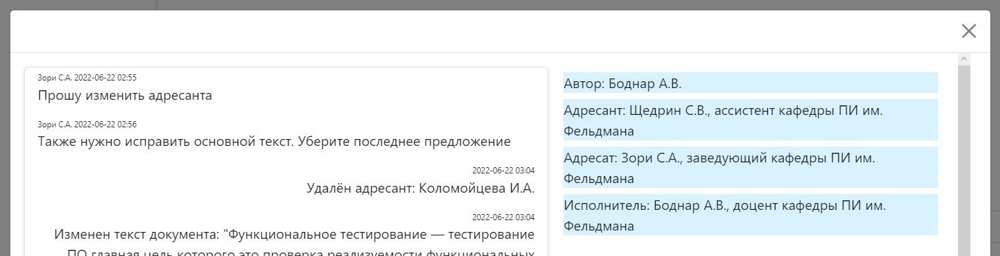 Зори С.А. 2022-06-22 02:55
Прошу изменить адресанта
Зори С.А. 2022-06-22 02:56
Также нужно исправить основной текст. Уберите последнее предложение
2022-06-22 03:04
Удалён адресант: Коломойцева И.А.
2022-06-22 03:04
Изменен текст документа: "Функциональное тестирование — тестирование
ПО главная цель которого это проверка реализуемости функциональных
Автор: Боднар А.В.
Адресант: Щедрин С.В., ассистент кафедры ПИ им.
Фельдмана
Адресат: Зори С.А., заведующий кафедры ПИ им.
Фельдмана
Исполнитель: Боднар А.В., доцент кафедры ПИ им.
Фельдмана